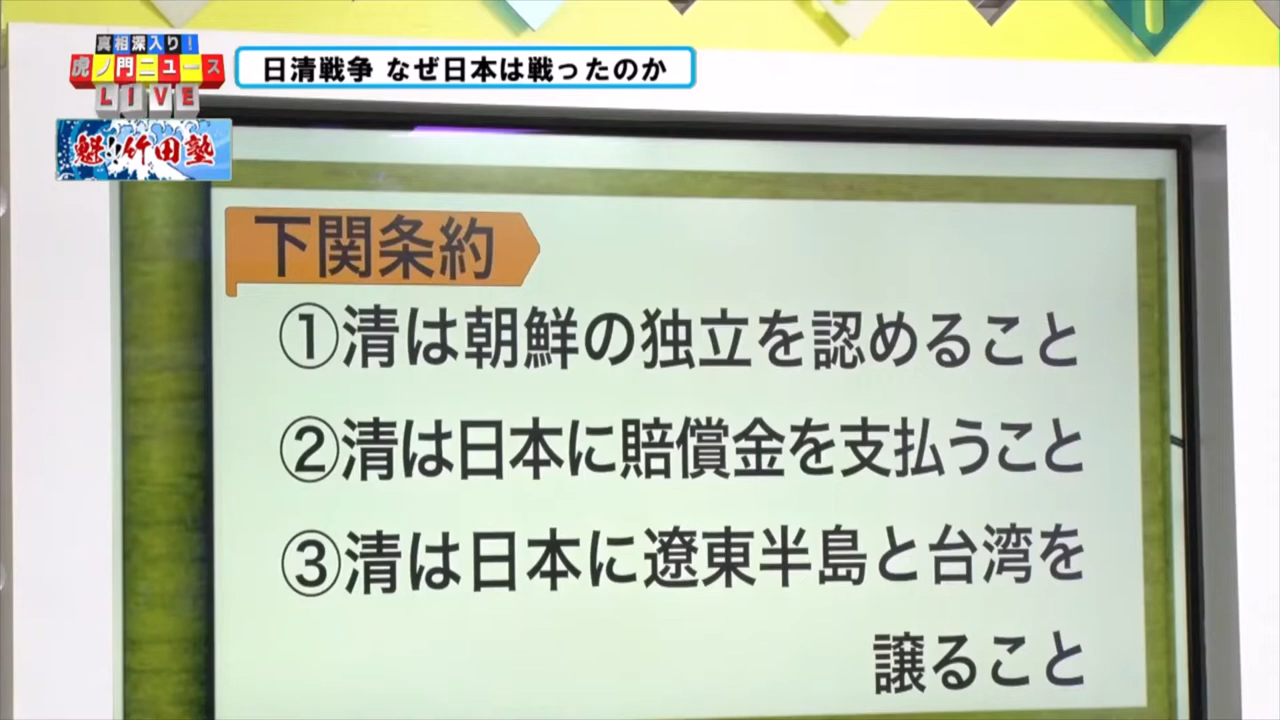 真相深入り!
虎ノ門ニュース
LIVE
魁!!竹田塾
日清戦争 なぜ日本は戦ったのか
下関条約
①清は朝鮮の独立を認めること
②清は日本に賠償金を支払うこと
③清は日本に遼東半島と台湾を
譲ること